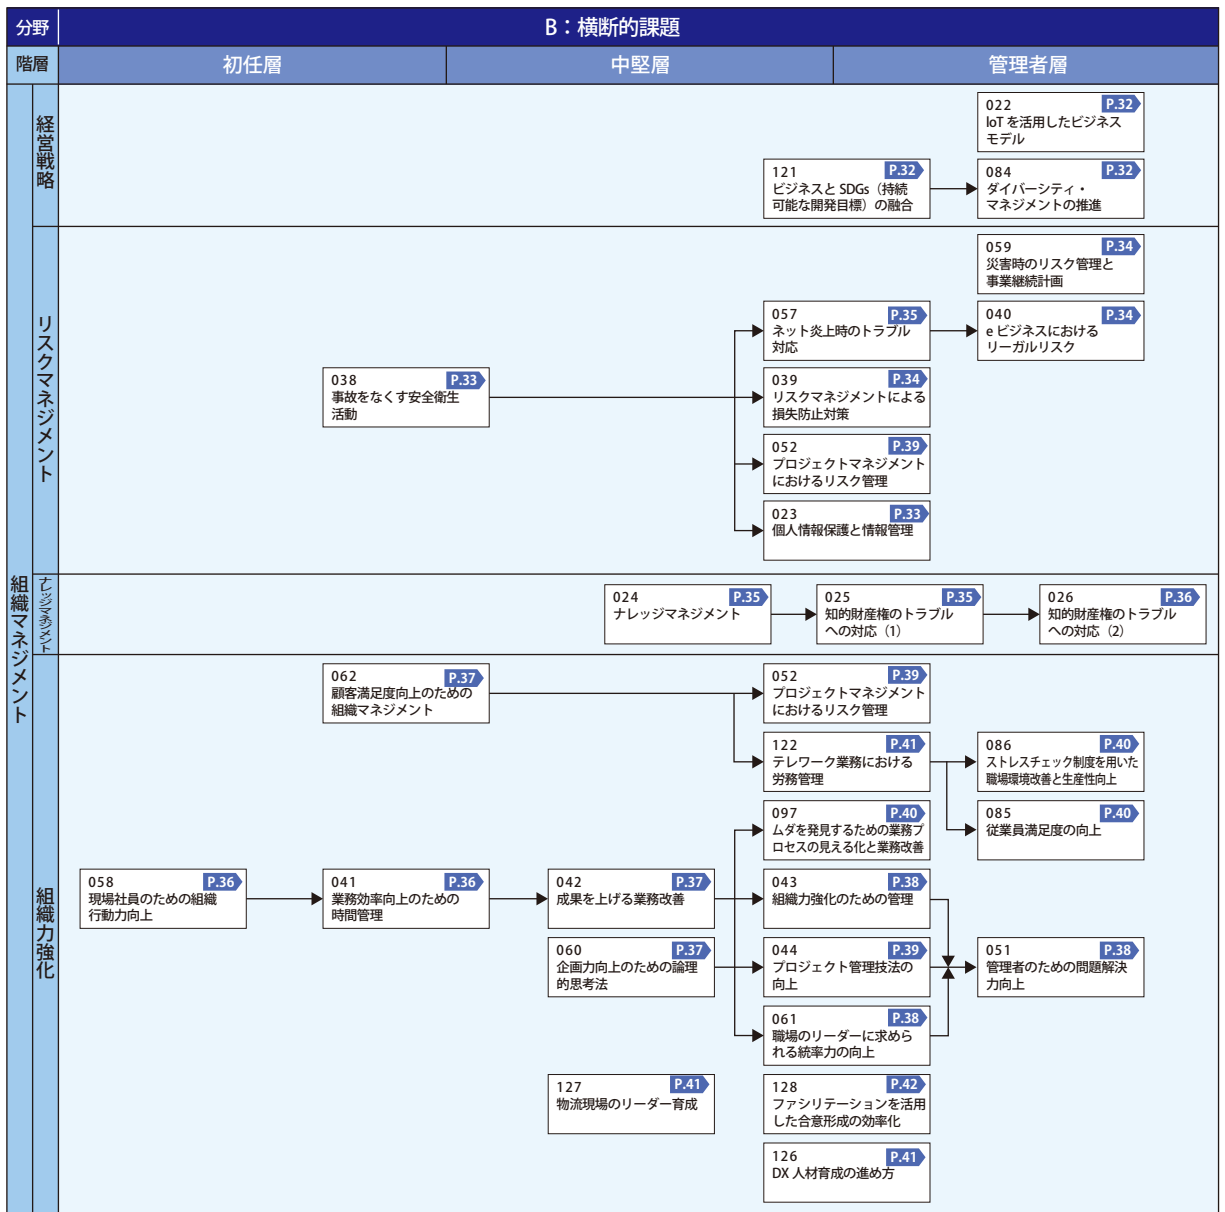 分野
B：横断的課題
階層
初任層
中堅層
管理者層
組織マネジメント
経営戦略
022
P.32
IoT を活用したビジネス
モデル
121
P.32
ビジネスと SDGs（持続
可能な開発目標）の融合
084
P.32
ダイバーシティ・
マネジメントの推進
リスクマネジメント
059
P.34
災害時のリスク管理と
事業継続計画
057
P.35
ネット炎上時のトラブル
対応
040
P.34
e ビジネスにおける
リーガルリスク
038
P.33
事故をなくす安全衛生
活動
039
P.34
リスクマネジメントによる
損失防止対策
052
P.39
プロジェクトマネジメント
におけるリスク管理
023
P.33
個人情報保護と情報管理
ナレッジマネジメント
024
P.35
ナレッジマネジメント
025
P.35
知的財産権のトラブル
への対応（1）
026
P.36
知的財産権のトラブル
への対応（2）
組織力強化
062
P.37
顧客満足度向上のための
組織マネジメント
052
P.39
プロジェクトマネジメント
におけるリスク管理
122
P.41
テレワーク業務における
労務管理
086
P.40
ストレスチェック制度を用いた
職場環境改善と生産性向上
097
P.40
ムダを発見するための業務プ
ロセスの見える化と業務改善
085
P.40
従業員満足度の向上
058
P.36
現場社員のための組織
行動力向上
041
P.36
業務効率向上のための
時間管理
042
P.37
成果を上げる業務改善
043
P.38
組織力強化のための管理
060
P.37
企画力向上のための論理
的思考法
044
P.39
プロジェクト管理技法の
向上
051
P.38
管理者のための問題解決
力向上
061
P.38
職場のリーダーに求めら
れる統率力の向上
127
P.41
物流現場のリーダー育成
128
P.42
ファシリテーションを活用
した合意形成の効率化
126
P.41
DX 人材育成の進め方